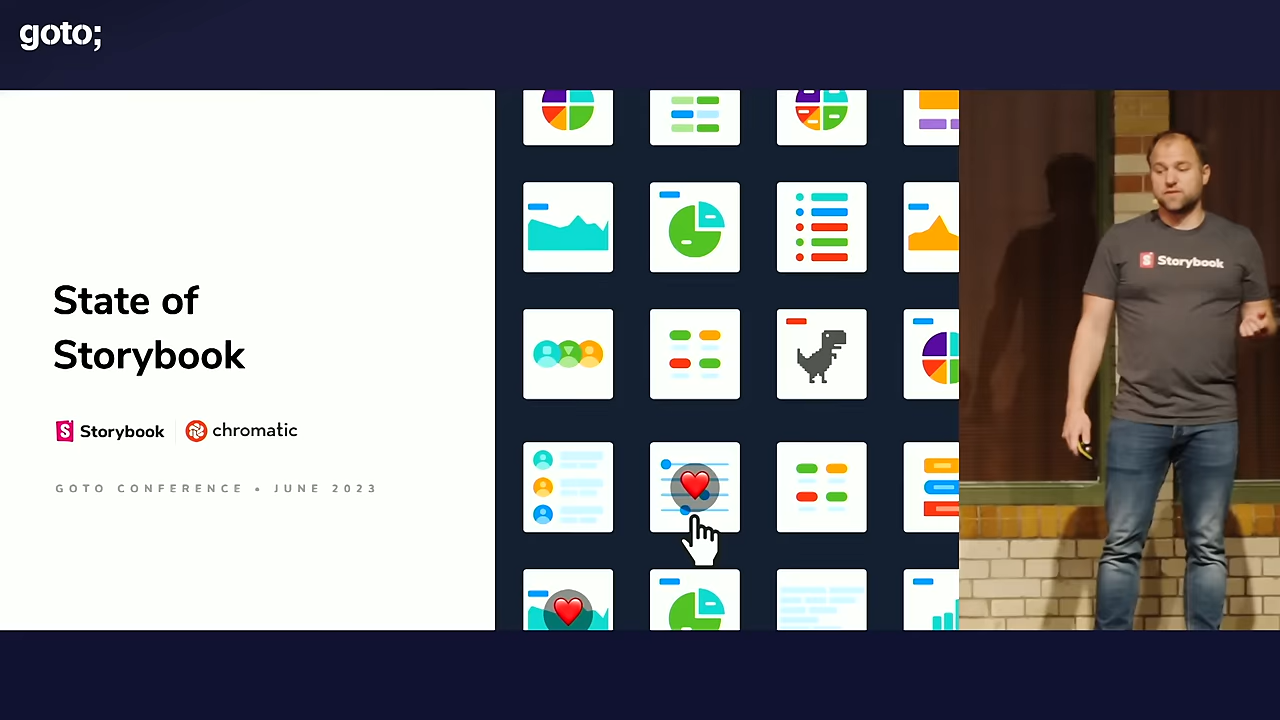 goto;
State of
Storybook
Storybook
chromatic
GOTO CONFERENCE • JUNE 2023
Storybook